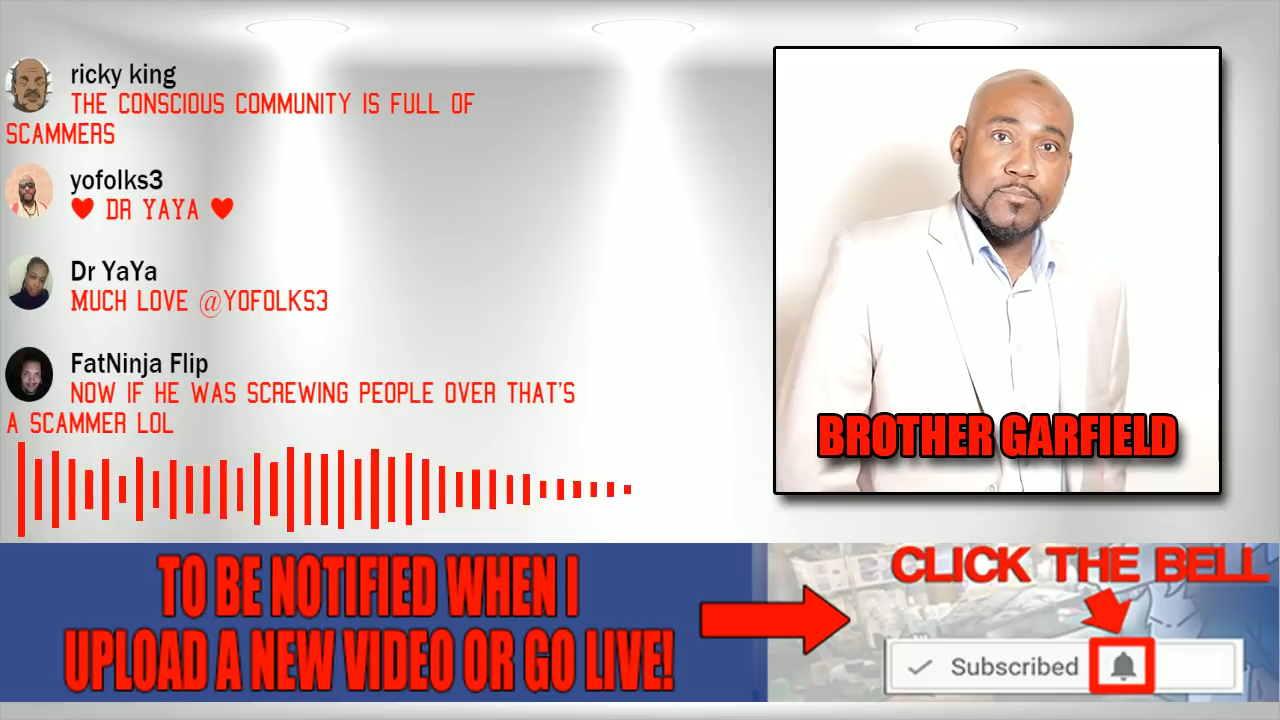 ricky king
THE CONSCIOUS COMMUNITY IS FULL OF
SCAMMERS
yofolks3
♥ DR YAYA ♥
Dr YaYa
MUCH LOVE @YOFOLKS3
FatNinja Flip
NOW IF HE WAS SCREWING PEOPLE OVER THAT'S
A SCAMMER LOL
BROTHER GARFIELD
TO BE NOTIFIED WHEN I
UPLOAD A NEW VIDEO OR GO LIVE!
CLICK THE BELL
Subscribed